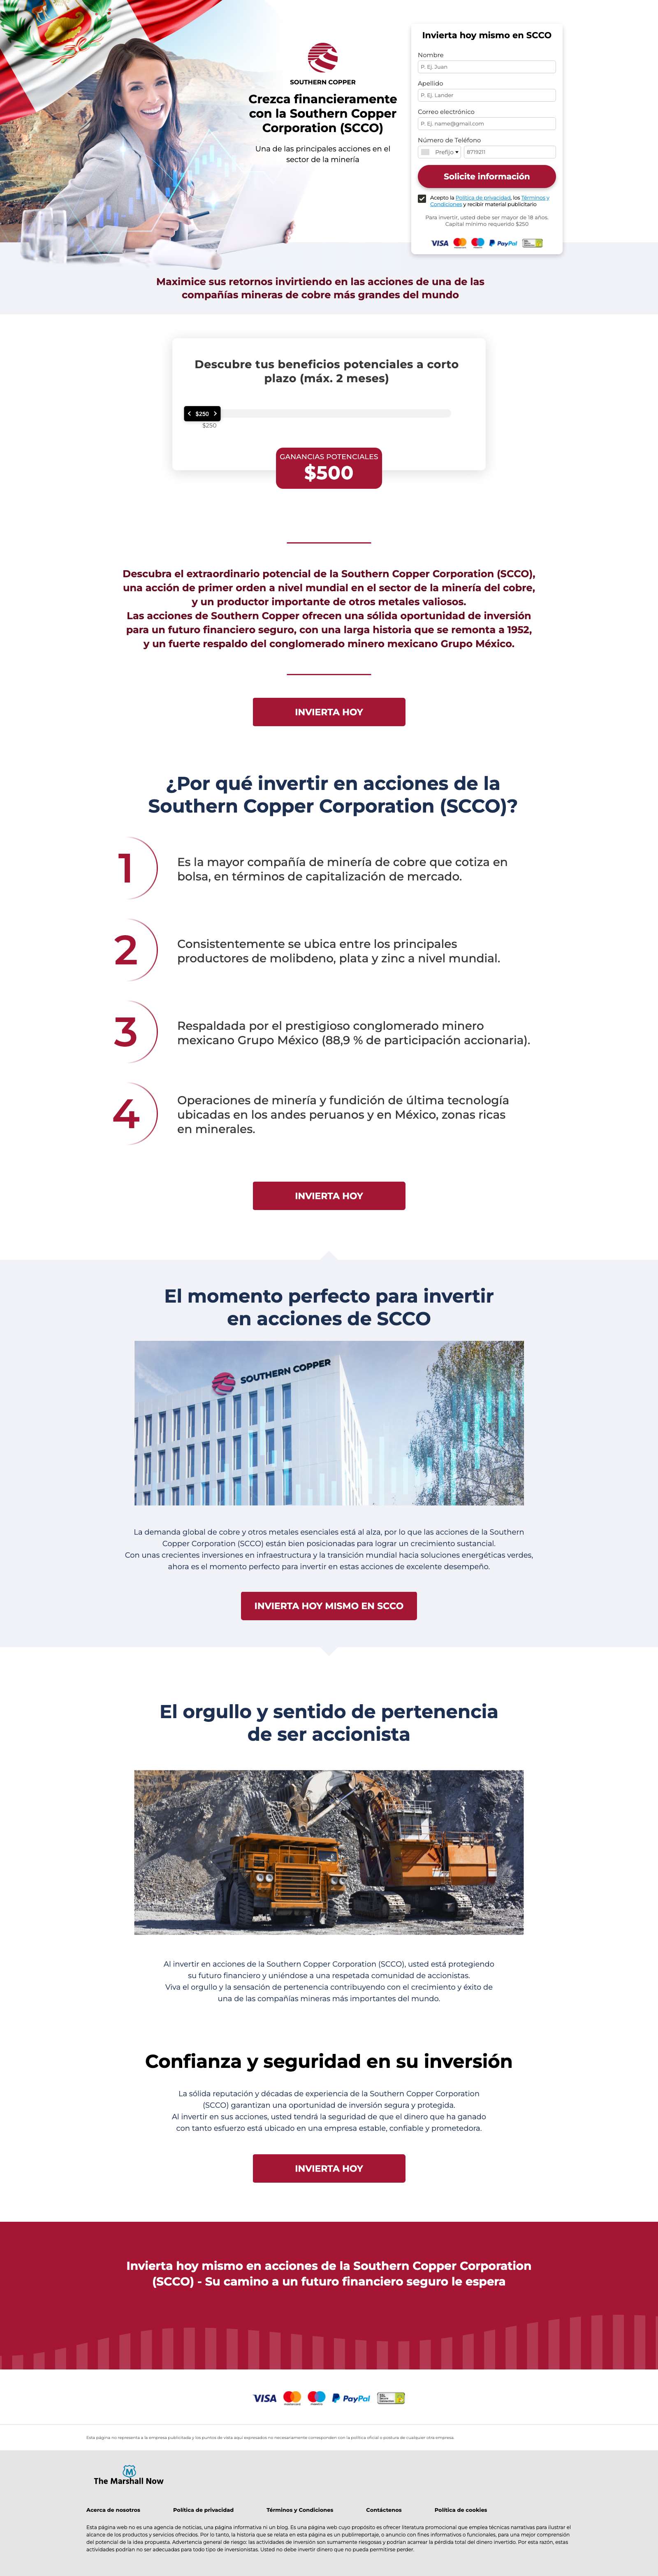 SOUTHERN COPPER
Crezca financieramente
con la Southern Copper
Corporation (SCCO)
Una de las principales acciones en el
sector de la minería
Invierta hoy mismo en SCCO
Nombre
P. Ej. Juan
Apellido
P. Ej. Lander
Correo electrónico
P. Ej. name@gmail.com
Número de Teléfono
Prefijo 8719211
Solicite información
Acepto la Política de privacidad, los Términos y
Condiciones y recibir material publicitario
Para invertir, usted debe ser mayor de 18 años.
Capital mínimo requerido $250
VISA PayPal
Maximice sus retornos invirtiendo en las acciones de una de las
compañías mineras de cobre más grandes del mundo
Descubre tus beneficios potenciales a corto
plazo (máx. 2 meses)
$250
$250
GANANCIAS POTENCIALES
$500
Descubra el extraordinario potencial de la Southern Copper Corporation (SCCO),
una acción de primer orden a nivel mundial en el sector de la minería del cobre,
y un productor importante de otros metales valiosos.
Las acciones de Southern Copper ofrecen una sólida oportunidad de inversión
para un futuro financiero seguro, con una larga historia que se remonta a 1952,
y un fuerte respaldo del conglomerado minero mexicano Grupo México.
INVIERTA HOY
¿Por qué invertir en acciones de la
Southern Copper Corporation (SCCO)?
1
Es la mayor compañía de minería de cobre que cotiza en
bolsa, en términos de capitalización de mercado.
2
Consistentemente se ubica entre los principales
productores de molibdeno, plata y zinc a nivel mundial.
3
Respaldada por el prestigioso conglomerado minero
mexicano Grupo México (88,9 % de participación accionaria).
4
Operaciones de minería y fundición de última tecnología
ubicadas en los andes peruanos y en México, zonas ricas
en minerales.
INVIERTA HOY
El momento perfecto para invertir
en acciones de SCCO
SOUTHERN COPPER
La demanda global de cobre y otros metales esenciales está al alza, por lo que las acciones de la Southern
Copper Corporation (SCCO) están bien posicionadas para lograr un crecimiento sustancial.
Con unas crecientes inversiones en infraestructura y la transición mundial hacia soluciones energéticas verdes,
ahora es el momento perfecto para invertir en estas acciones de excelente desempeño.
INVIERTA HOY MISMO EN SCCO
El orgullo y sentido de pertenencia
de ser accionista
Al invertir en acciones de la Southern Copper Corporation (SCCO), usted está protegiendo
su futuro financiero y uniéndose a una respetada comunidad de accionistas.
Viva el orgullo y la sensación de pertenencia contribuyendo con el crecimiento y éxito de
una de las compañías mineras más importantes del mundo.
Confianza y seguridad en su inversión
La sólida reputación y décadas de experiencia de la Southern Copper Corporation
(SCCO) garantizan una oportunidad de inversión segura y protegida.
Al invertir en sus acciones, usted tendrá la seguridad de que el dinero que ha ganado
con tanto esfuerzo está ubicado en una empresa estable, confiable y prometedora.
INVIERTA HOY
Invierta hoy mismo en acciones de la Southern Copper Corporation
(SCCO) - Su camino a un futuro financiero seguro le espera
VISA PayPal
Esta página no representa a la empresa publicitada y los puntos de vista aquí expresados no necesariamente corresponden con la política oficial o postura de cualquier otra empresa.
M
The Marshall Now
Acerca de nosotros Política de privacidad Términos y Condiciones Contáctenos Política de cookies
Esta página web no es una agencia de noticias, una página informativa ni un blog. Es una página web cuyo propósito es ofrecer literatura promocional que emplea técnicas narrativas para ilustrar el
alcance de los productos y servicios ofrecidos. Por lo tanto, la historia que se relata en esta página es un publirreportaje, o anuncio con fines informativos o funcionales, para una mejor comprensión
del potencial de la idea propuesta. Advertencia general de riesgo: las actividades de inversión son sumamente riesgosas y podrían acarrear la pérdida total del dinero invertido. Por esta razón, estas
actividades podrían no ser adecuadas para todo tipo de inversionistas. Usted no debe invertir dinero que no pueda permitirse perder.